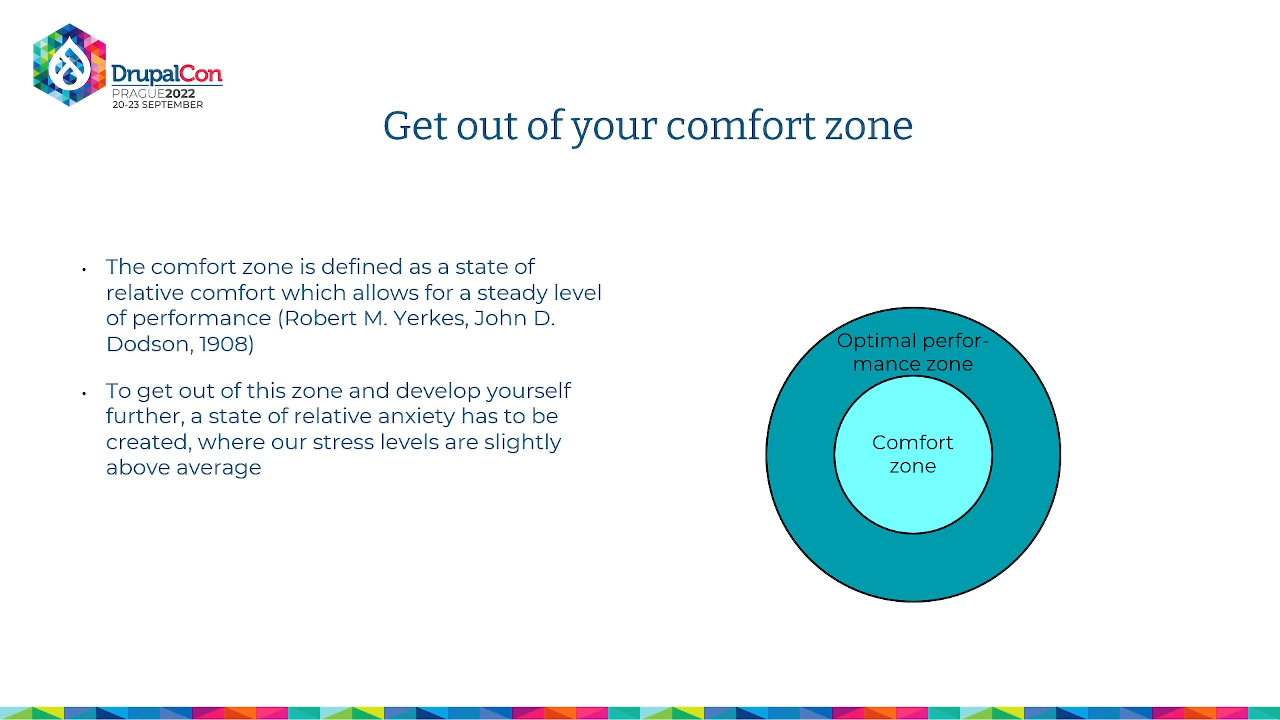 DrupalCon
PRAGUE2022
20-23 SEPTEMBER
Get out of your comfort zone
• The comfort zone is defined as a state of
relative comfort which allows for a steady level
of performance (Robert M. Yerkes, John D.
Dodson, 1908)
• To get out of this zone and develop yourself
further, a state of relative anxiety has to be
created, where our stress levels are slightly
above average
Optimal perfor-
mance zone
Comfort
zone